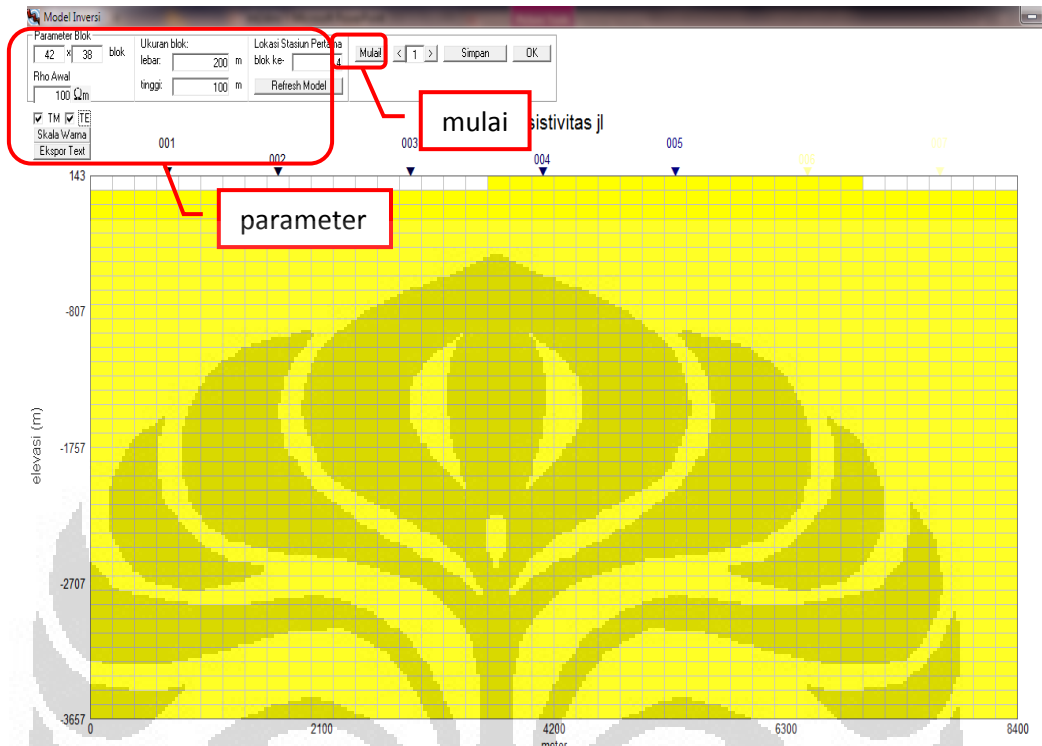 Model Inversi
Parameter Blok
42 x 38 blok
Rho Awal
100 Ωm
TM TE
Skala Warna
Ekspor Text
Ukuran blok:
lebar: 200 m
tinggi: 100 m
Lokasi Stasiun Pertama
blok ke- 4
Refresh Model
Mulai!
< 1 >
Simpan
OK
mulai
sistivitas jl
parameter
001
002
003
004
005
006
143
-807
-1757
-2707
-3657
elevasi (m)
0
2100
4200
6300
8400
meter